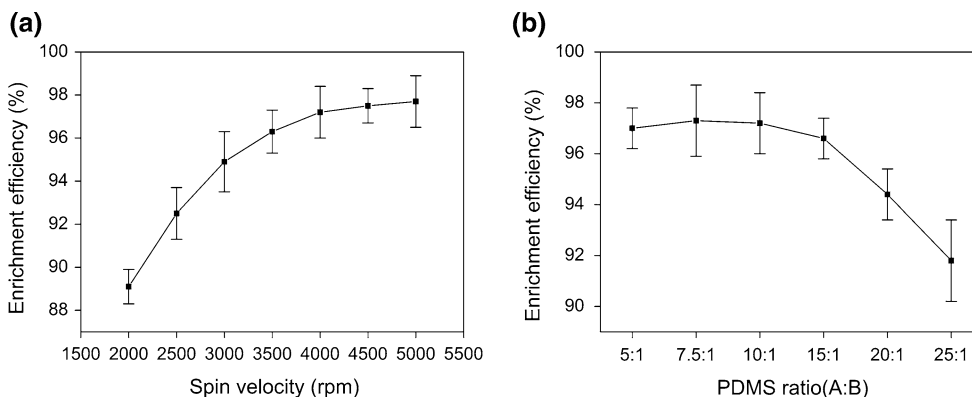 (a)
100
98
96
94
92
90
88
1500 2000 2500 3000 3500 4000 4500 5000 5500
Enrichment efficiency (%)
Spin velocity (rpm)
(b)
100
98
96
94
92
90
5:1 7.5:1 10:1 15:1 20:1 25:1
Enrichment efficiency (%)
PDMS ratio(A:B)